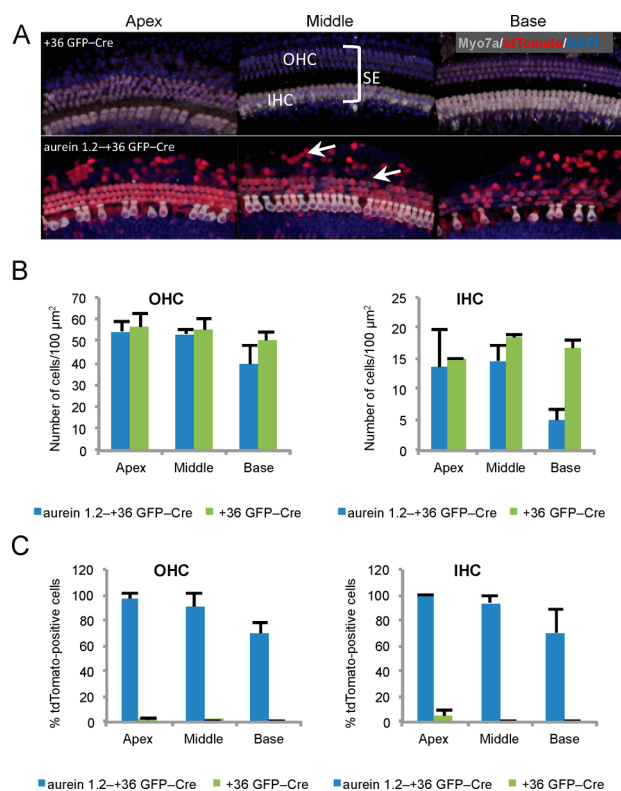 Apex Middle Base
A
+36 GFP–Cre
Myo7a/tdTomato/DAPI
OHC
SE
IHC
aurein 1.2–+36 GFP–Cre
B
OHC
Number of cells/100 µm2
70
60
50
40
30
20
10
0
Apex Middle Base
aurein 1.2–+36 GFP–Cre +36 GFP–Cre
IHC
Number of cells/100 µm2
25
20
15
10
5
0
Apex Middle Base
aurein 1.2–+36 GFP–Cre +36 GFP–Cre
C
OHC
% tdTomato-positive cells
120
100
80
60
40
20
0
Apex Middle Base
aurein 1.2–+36 GFP–Cre +36 GFP–Cre
IHC
% tdTomato-positive cells
120
100
80
60
40
20
0
Apex Middle Base
aurein 1.2–+36 GFP–Cre +36 GFP–Cre